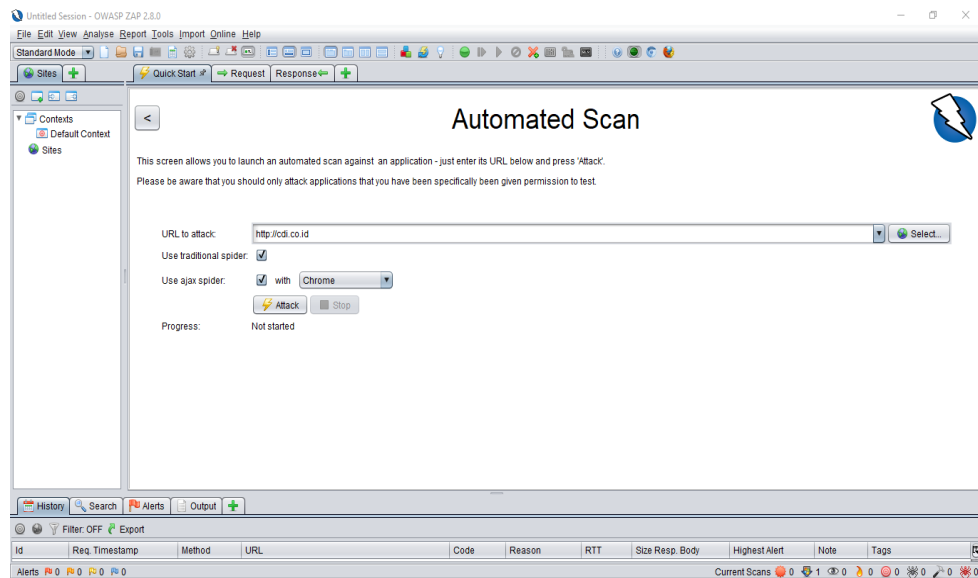 Untitled Session - OWASP ZAP 2.8.0
File Edit View Analyse Report Tools Import Online Help
Standard Mode
Sites
Quick Start Request Response
Contexts
Default Context
Sites
<
Automated Scan
This screen allows you to launch an automated scan against an application - just enter its URL below and press 'Attack'.
Please be aware that you should only attack applications that you have been specifically been given permission to test.
URL to attack: http://cdi.co.id Select...
Use traditional spider:
Use ajax spider: with Chrome
Attack Stop
Progress: Not started
History Search Alerts Output
Filter: OFF Export
Id Req. Timestamp Method URL Code Reason RTT Size Resp. Body Highest Alert Note Tags
Alerts 0 0 0 0 Current Scans 0 1 0 0 0 0 0 0